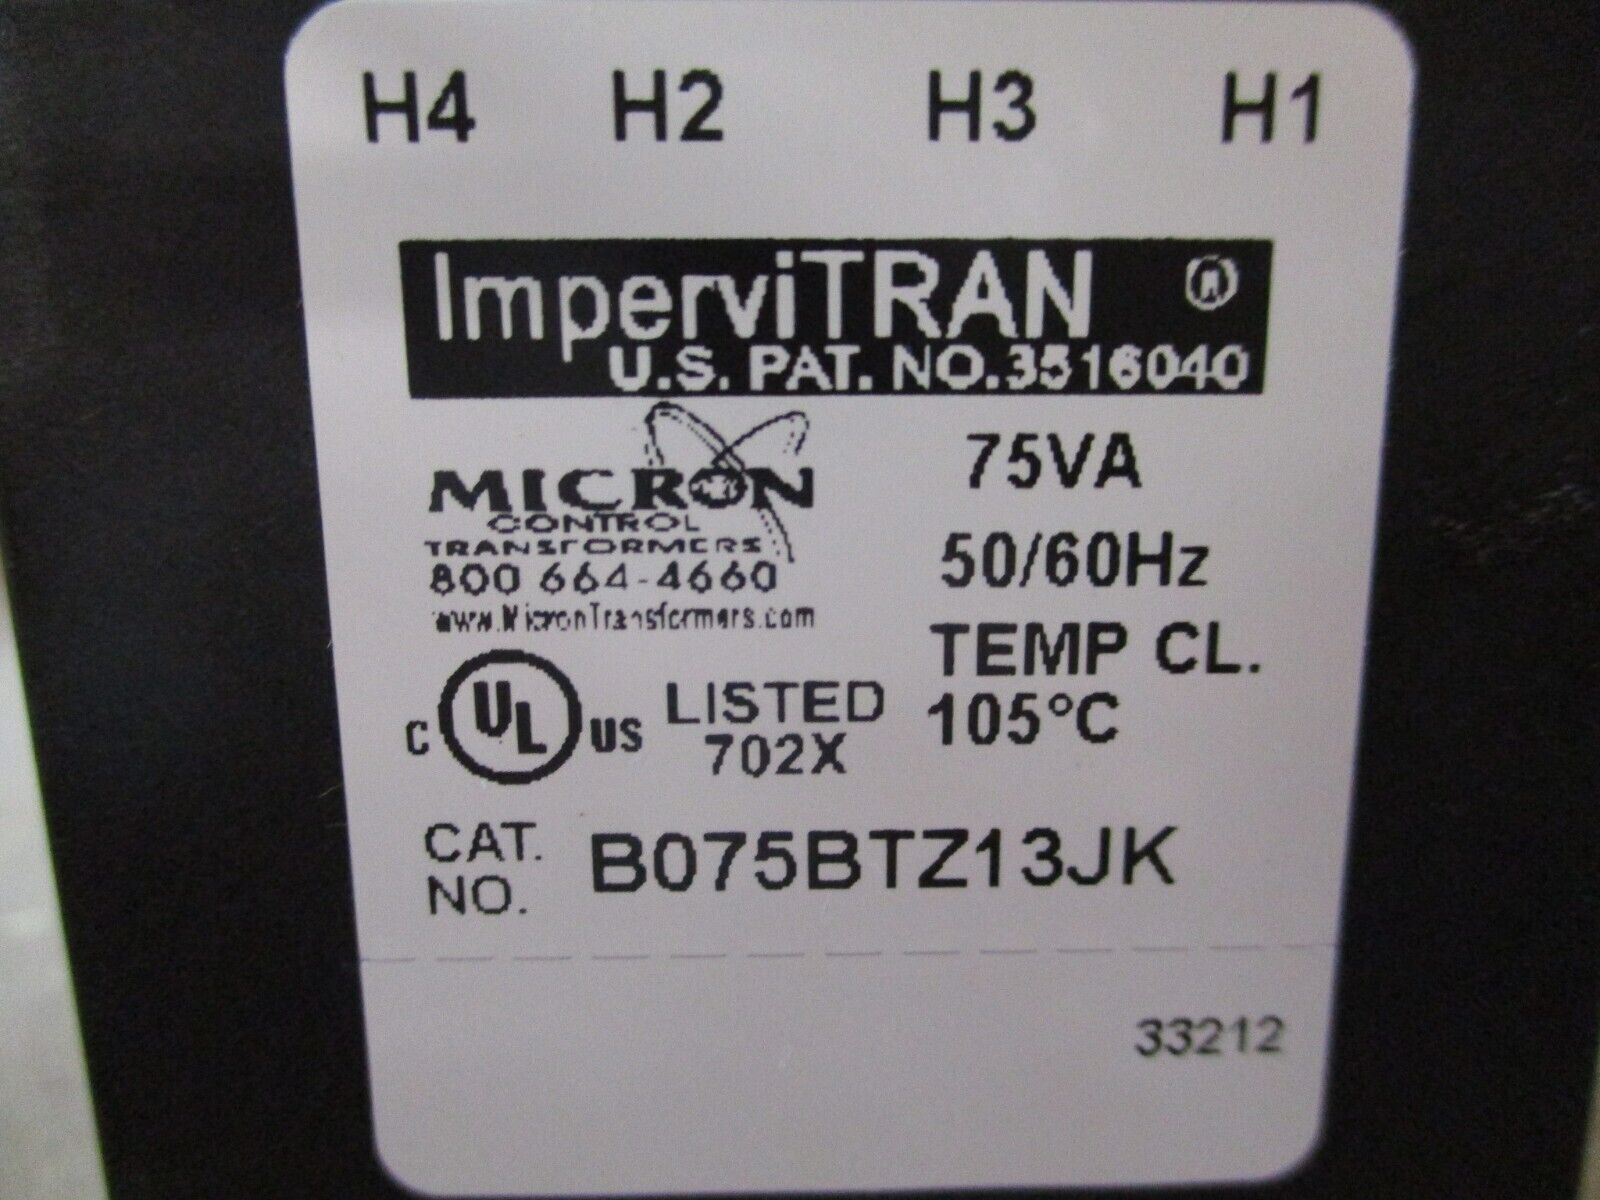 H4 H2 H3 H1
ImperviTRAN ®
U.S. PAT. NO.3516040
MICRON
CONTROL
TRANSFORMERS
800 664-4660
www.MicronTransformers.com
75VA
50/60Hz
TEMP CL.
105°C
C UL US LISTED
702X
CAT. NO. B075BTZ13JK
33212